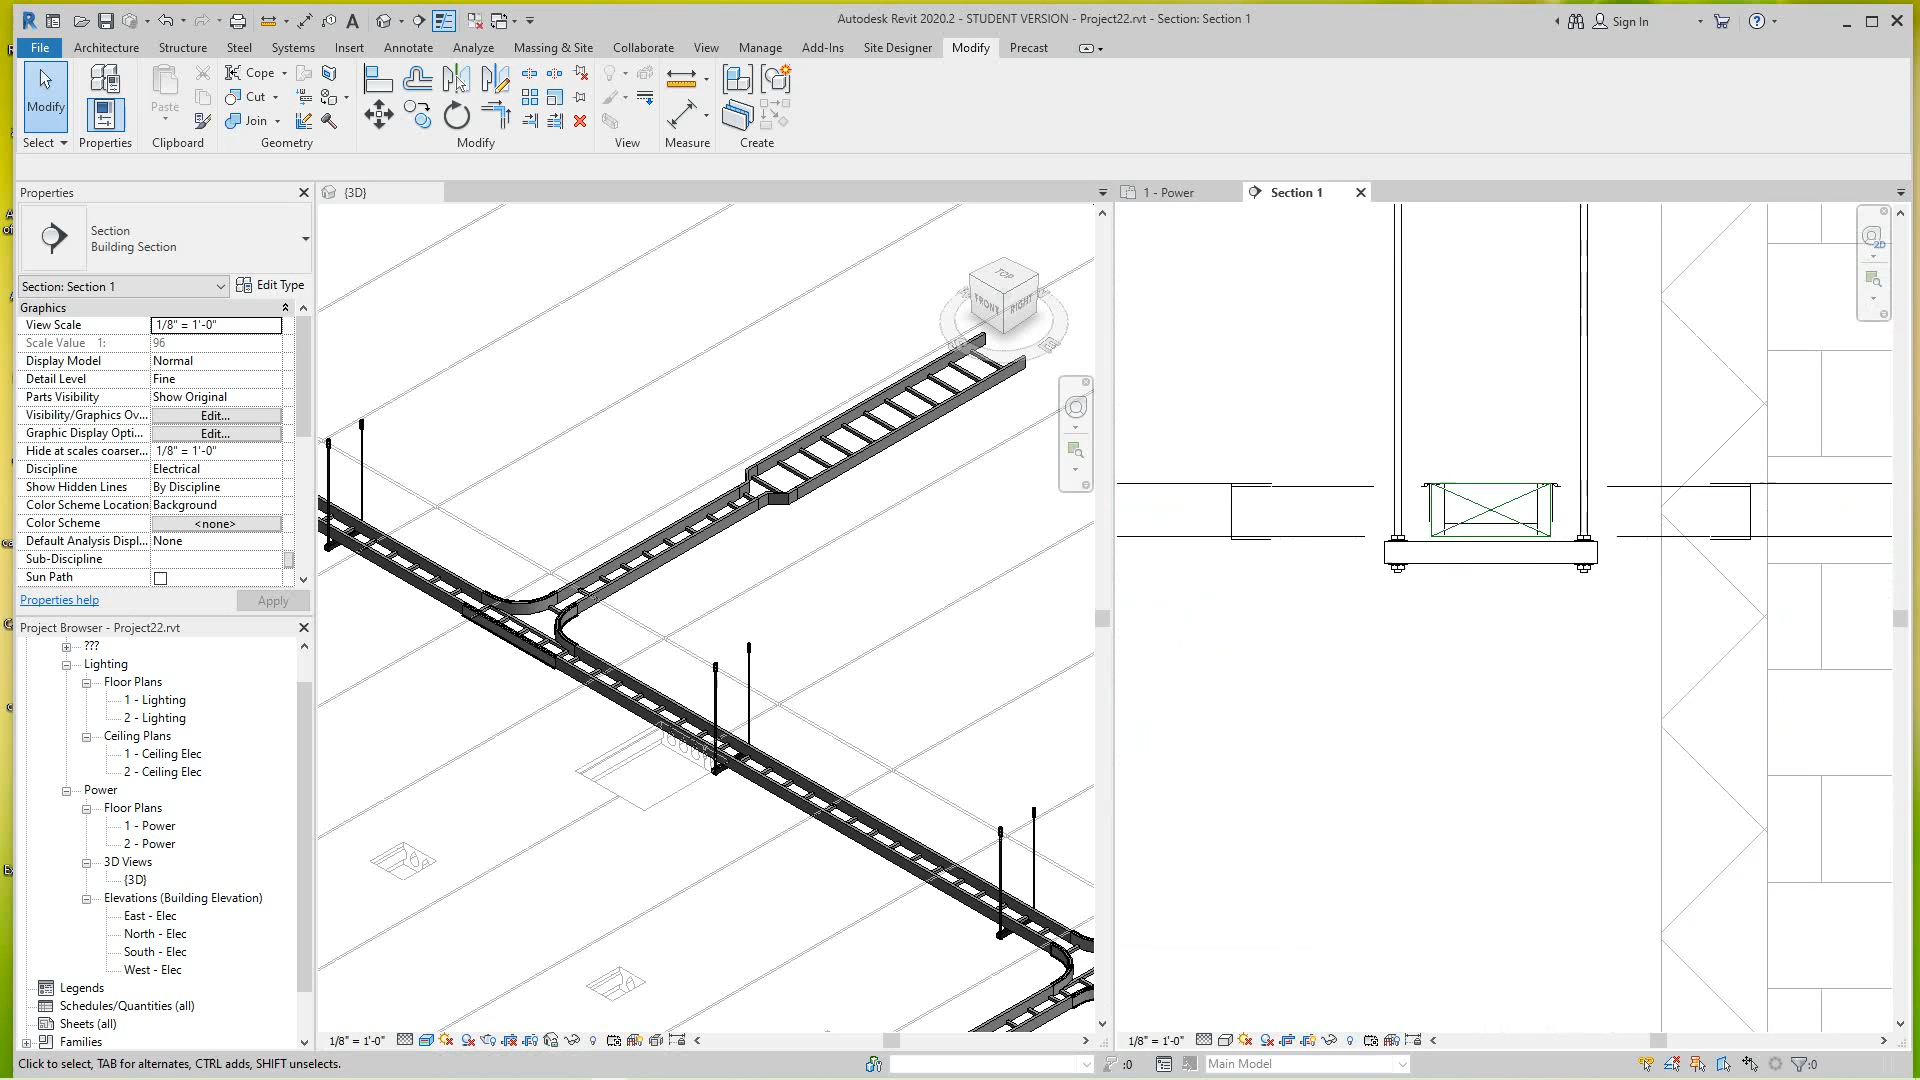 Autodesk Revit 2020.2 - STUDENT VERSION - Project22.rvt - Section: Section 1
Sign In
File Architecture Structure Steel Systems Insert Annotate Analyze Massing & Site Collaborate View Manage Add-Ins Site Designer Modify Precast
Modify
Paste
Cope
Cut
Join
Select Properties Clipboard Geometry Modify View Measure Create
Properties
{3D}
1 - Power
Section 1
Section
Building Section
Section: Section 1
Edit Type
Graphics
View Scale 1/8" = 1'-0"
Scale Value 1: 96
Display Model Normal
Detail Level Fine
Parts Visibility Show Original
Visibility/Graphics Ov... Edit...
Graphic Display Opti... Edit...
Hide at scales coarser... 1/8" = 1'-0"
Discipline Electrical
Show Hidden Lines By Discipline
Color Scheme Location Background
Color Scheme <none>
Default Analysis Displ... None
Sub-Discipline
Sun Path
Properties help
Apply
TOP
FRONT
RIGHT
2D
Project Browser - Project22.rvt
???
Lighting
Floor Plans
1 - Lighting
2 - Lighting
Ceiling Plans
1 - Ceiling Elec
2 - Ceiling Elec
Power
Floor Plans
1 - Power
2 - Power
3D Views
{3D}
Elevations (Building Elevation)
East - Elec
North - Elec
South - Elec
West - Elec
Legends
Schedules/Quantities (all)
Sheets (all)
Families
1/8" = 1'-0"
1/8" = 1'-0"
Click to select, TAB for alternates, CTRL adds, SHIFT unselects.
:0
Main Model
:0